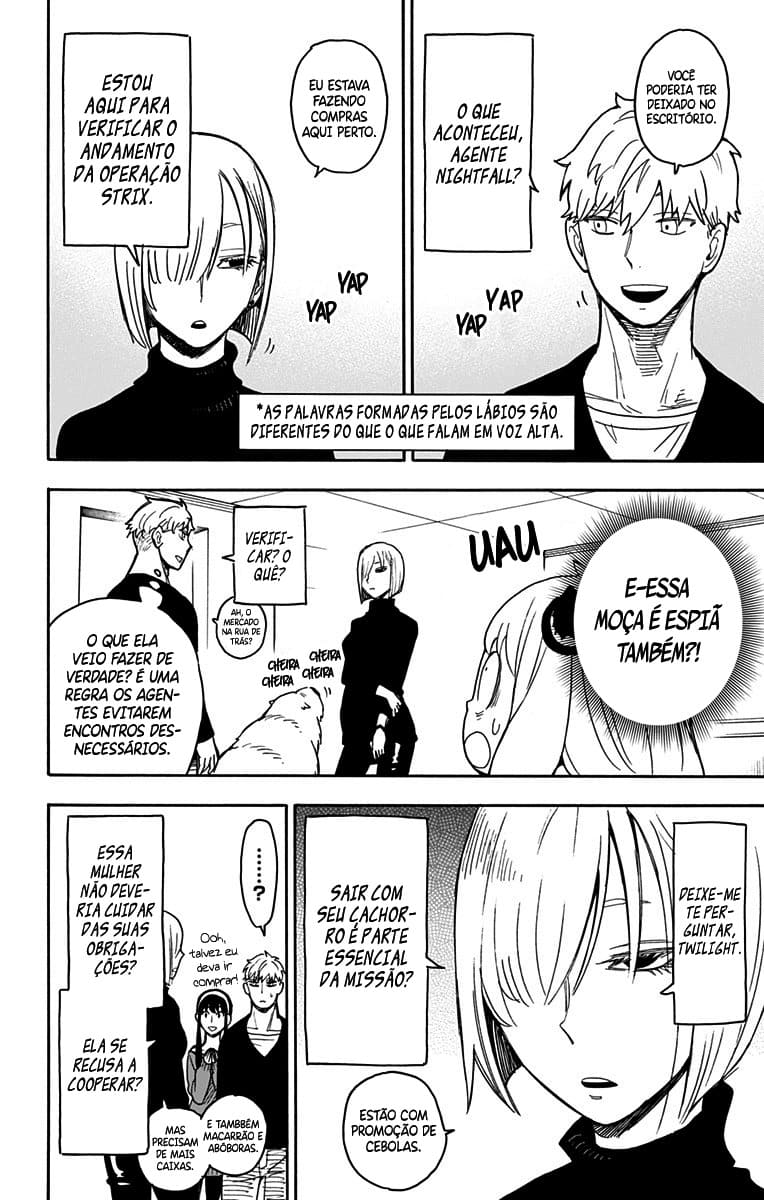 VOCÊ
PODERIA TER
DEIXADO NO
ESCRITÓRIO.
O QUE
ACONTECEU,
AGENTE
NIGHTFALL?
YAP
YAP
EU ESTAVA
FAZENDO
COMPRAS
AQUI PERTO.
ESTOU
AQUI PARA
VERIFICAR O
ANDAMENTO
DA OPERAÇÃO
STRIX.
YAP
YAP
*AS PALAVRAS FORMADAS PELOS LÁBIOS SÃO
DIFERENTES DO QUE O QUE FALAM EM VOZ ALTA.
E-ESSA
MOÇA É ESPIÃ
TAMBÉM?!
UAU
VERIFI-
CAR? O
QUÊ?
AH, O
MERCADO
NA RUA DE
TRÁS?
CHEIRA
CHEIRA
CHEIRA
CHEIRA
O QUE ELA
VEIO FAZER DE
VERDADE? É UMA
REGRA OS AGEN-
TES EVITAREM
ENCONTROS DES-
NECESSÁRIOS.
DEIXE-ME
TE PER-
GUNTAR,
TWILIGHT.
SAIR COM
SEU CACHOR-
RO É PARTE
ESSENCIAL
DA MISSÃO?
ESTÃO COM
PROMOÇÃO DE
CEBOLAS.
.......
?
Ooh,
talvez eu
deva ir
comprar!
ESSA
MULHER
NÃO DEVE-
RIA CUIDAR
DAS SUAS
OBRIGA-
ÇÕES?
ELA SE
RECUSA A
COOPERAR?
E TAMBBÉM
MACARRÃO E
ABÓBORAS.
MAS
PRECISAM
DE MAIS
CAIXAS.